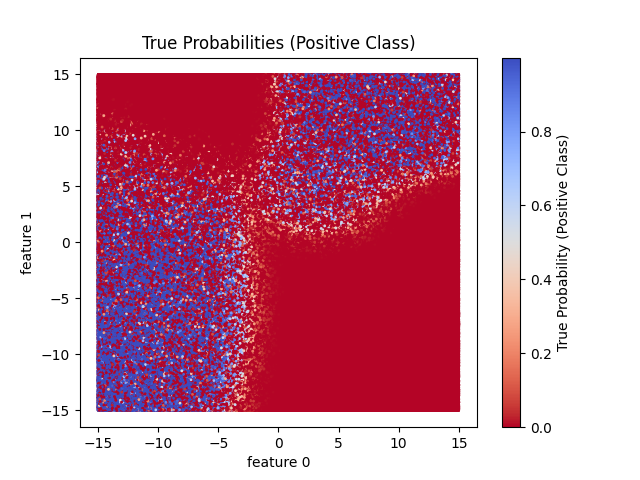 True Probabilities (Positive Class)
15
10
5
0
−5
−10
−15
feature 1
−15 −10 −5 0 5 10 15
feature 0
0.8
0.6
0.4
0.2
0.0
True Probability (Positive Class)